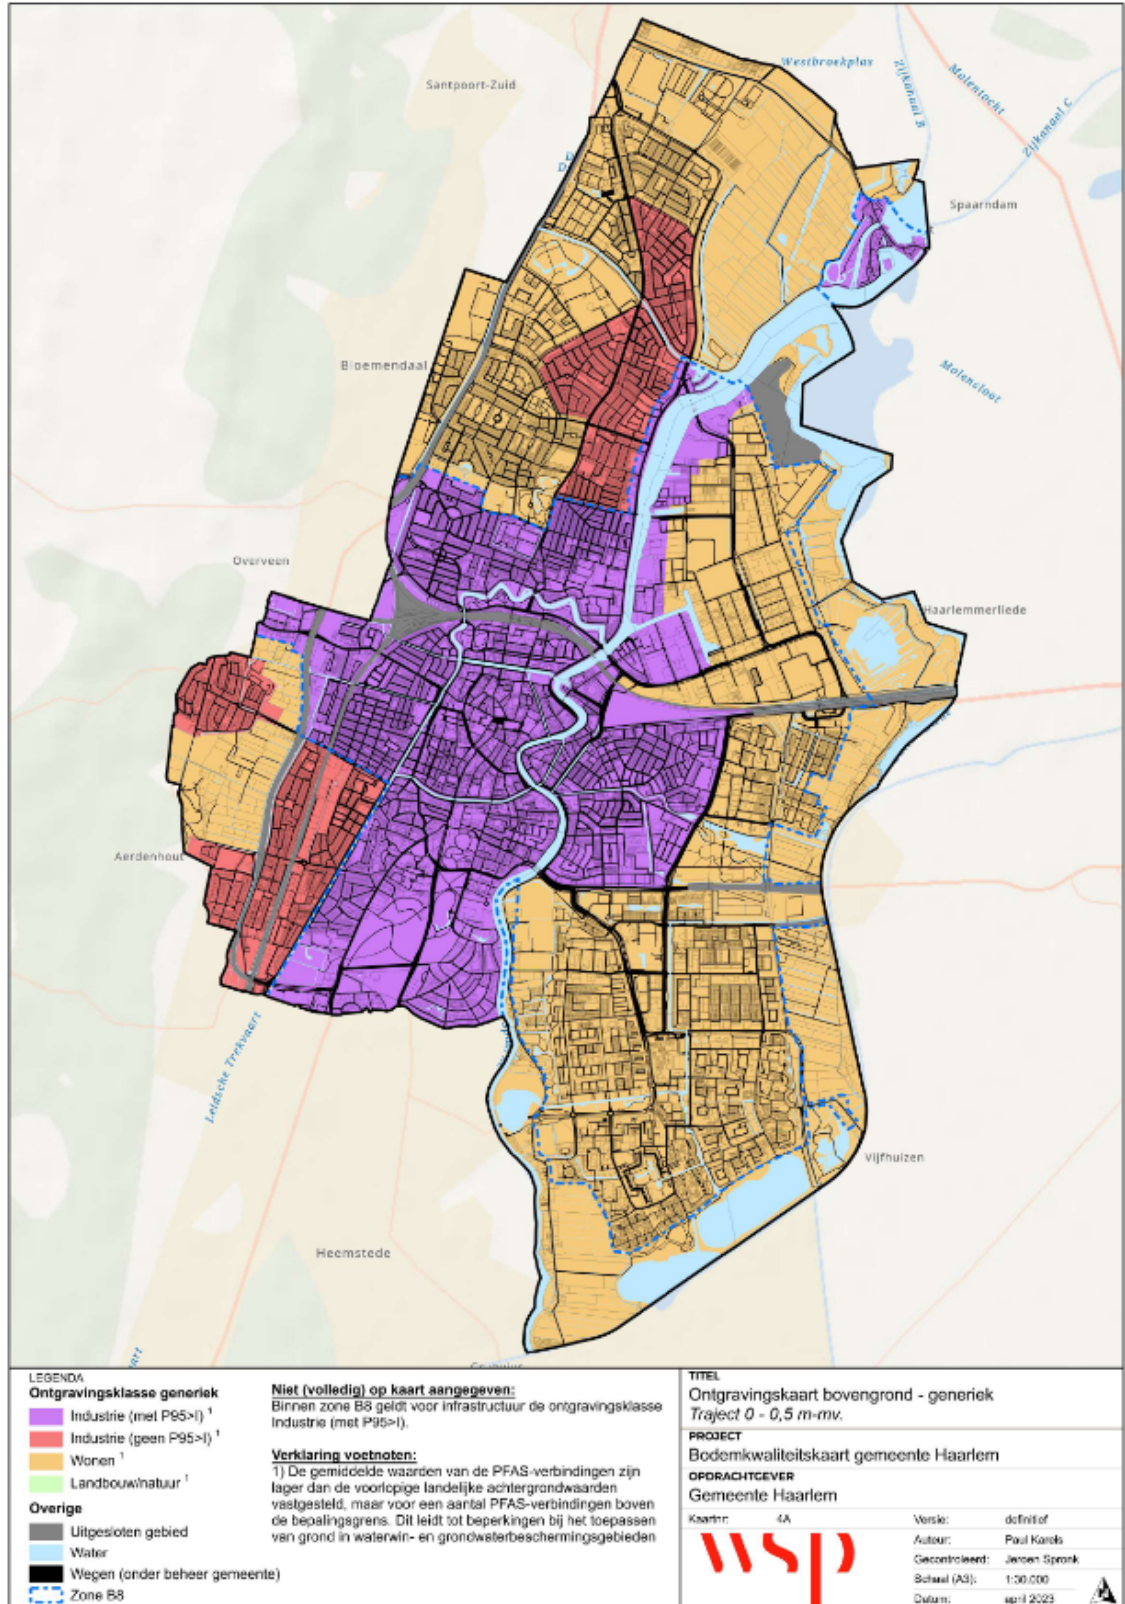 Westbroekplas
Santpoort-Zuid
Zijkanaal B
Molentocht
Zijkanaal C
Spaarndam
Bloemendaal
Molensloot
Overveen
Haarlemmerliede
Aerdenhout
Leidsche Trekvaart
Vijfhuizen
Heemstede
LEGENDA
Ontgravingsklasse generiek
Industrie (met P95>I) ¹
Industrie (geen P95>I) ¹
Wonen ¹
Landbouw/natuur ¹
Overige
Uitgesloten gebied
Water
Wegen (onder beheer gemeente)
Zone B8
Niet (volledig) op kaart aangegeven:
Binnen zone B8 geldt voor infrastructuur de ontgravingsklasse
Industrie (met P95>I).
Verklaring voetnoten:
1) De gemiddelde waarden van de PFAS-verbindingen zijn
lager dan de voorlopige landelijke achtergrondwaarden
vastgesteld, maar voor een aantal PFAS-verbindingen boven
de bepalingsgrens. Dit leidt tot beperkingen bij het toepassen
van grond in waterwin- en grondwaterbeschermingsgebieden
TITEL
Ontgravingskaart bovengrond - generiek
Traject 0 - 0,5 m-mv.
PROJECT
Bodemkwaliteitskaart gemeente Haarlem
OPDRACHTGEVER
Gemeente Haarlem
Kaartnr: 4A
wsp
Versie: definitief
Auteur: Paul Karels
Gecontroleerd: Jeroen Spronk
Schaal (A3): 1:30.000
Datum: april 2023